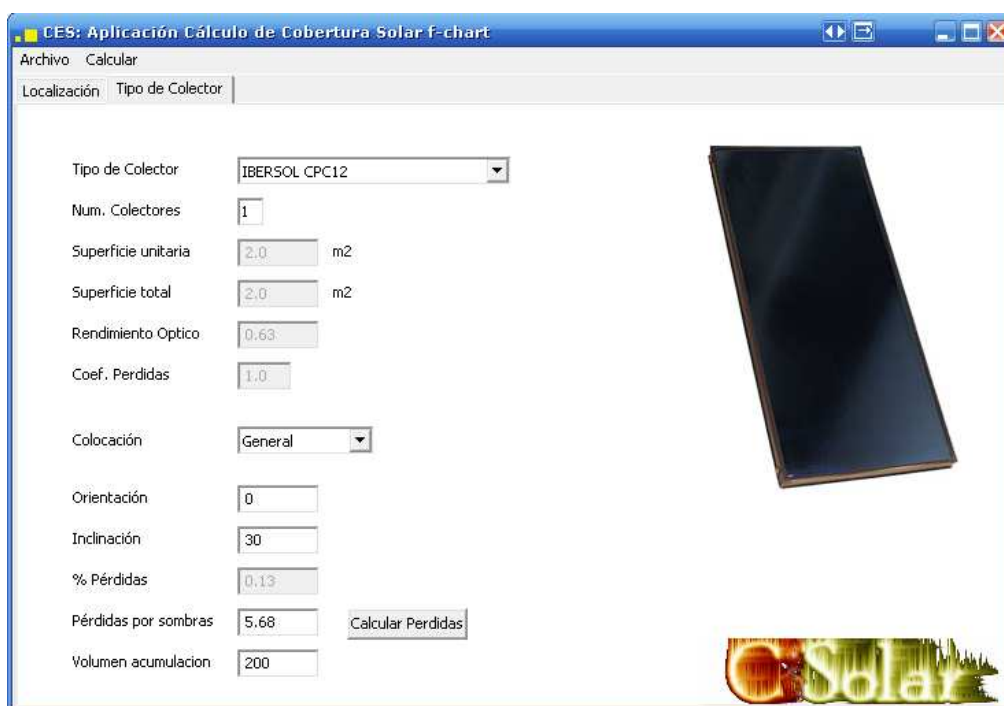 CES: Aplicación Cálculo de Cobertura Solar f-chart
Archivo Calcular
Localización Tipo de Colector
Tipo de Colector IBERSOL CPC12
Num. Colectores 1
Superficie unitaria 2.0 m2
Superficie total 2.0 m2
Rendimiento Optico 0.63
Coef. Perdidas 1.0
Colocación General
Orientación 0
Inclinación 30
% Pérdidas 0.13
Pérdidas por sombras 5.68 Calcular Perdidas
Volumen acumulacion 200
C Solar